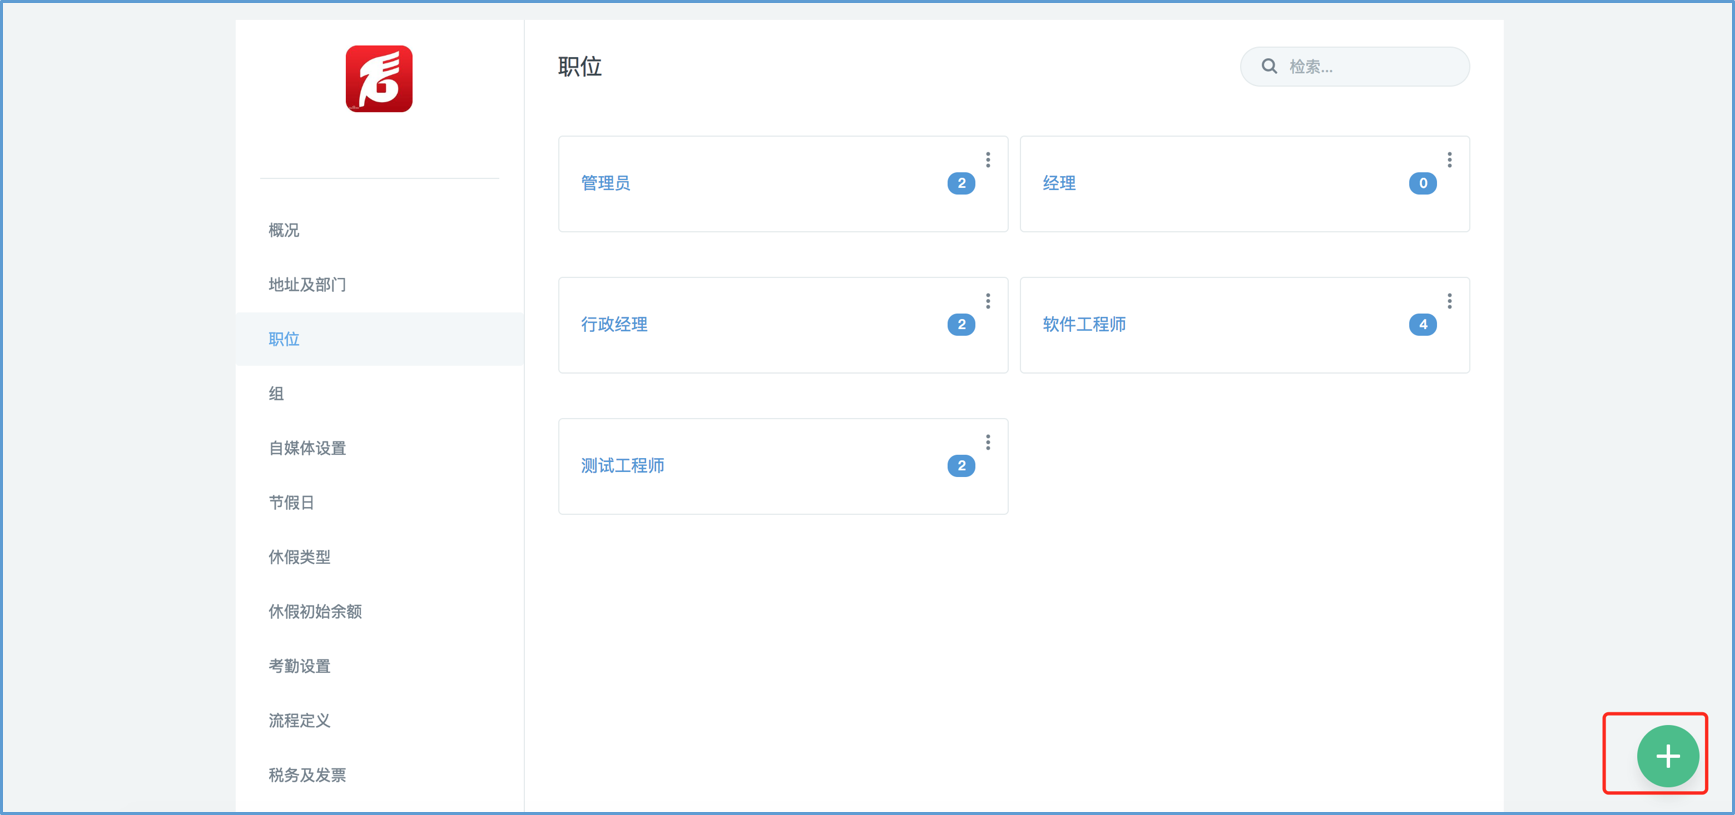 职位
检索...
管理员
2
经理
0
概况
地址及部门
行政经理
2
软件工程师
4
职位
组
自媒体设置
测试工程师
2
节假日
休假类型
休假初始余额
考勤设置
流程定义
税务及发票